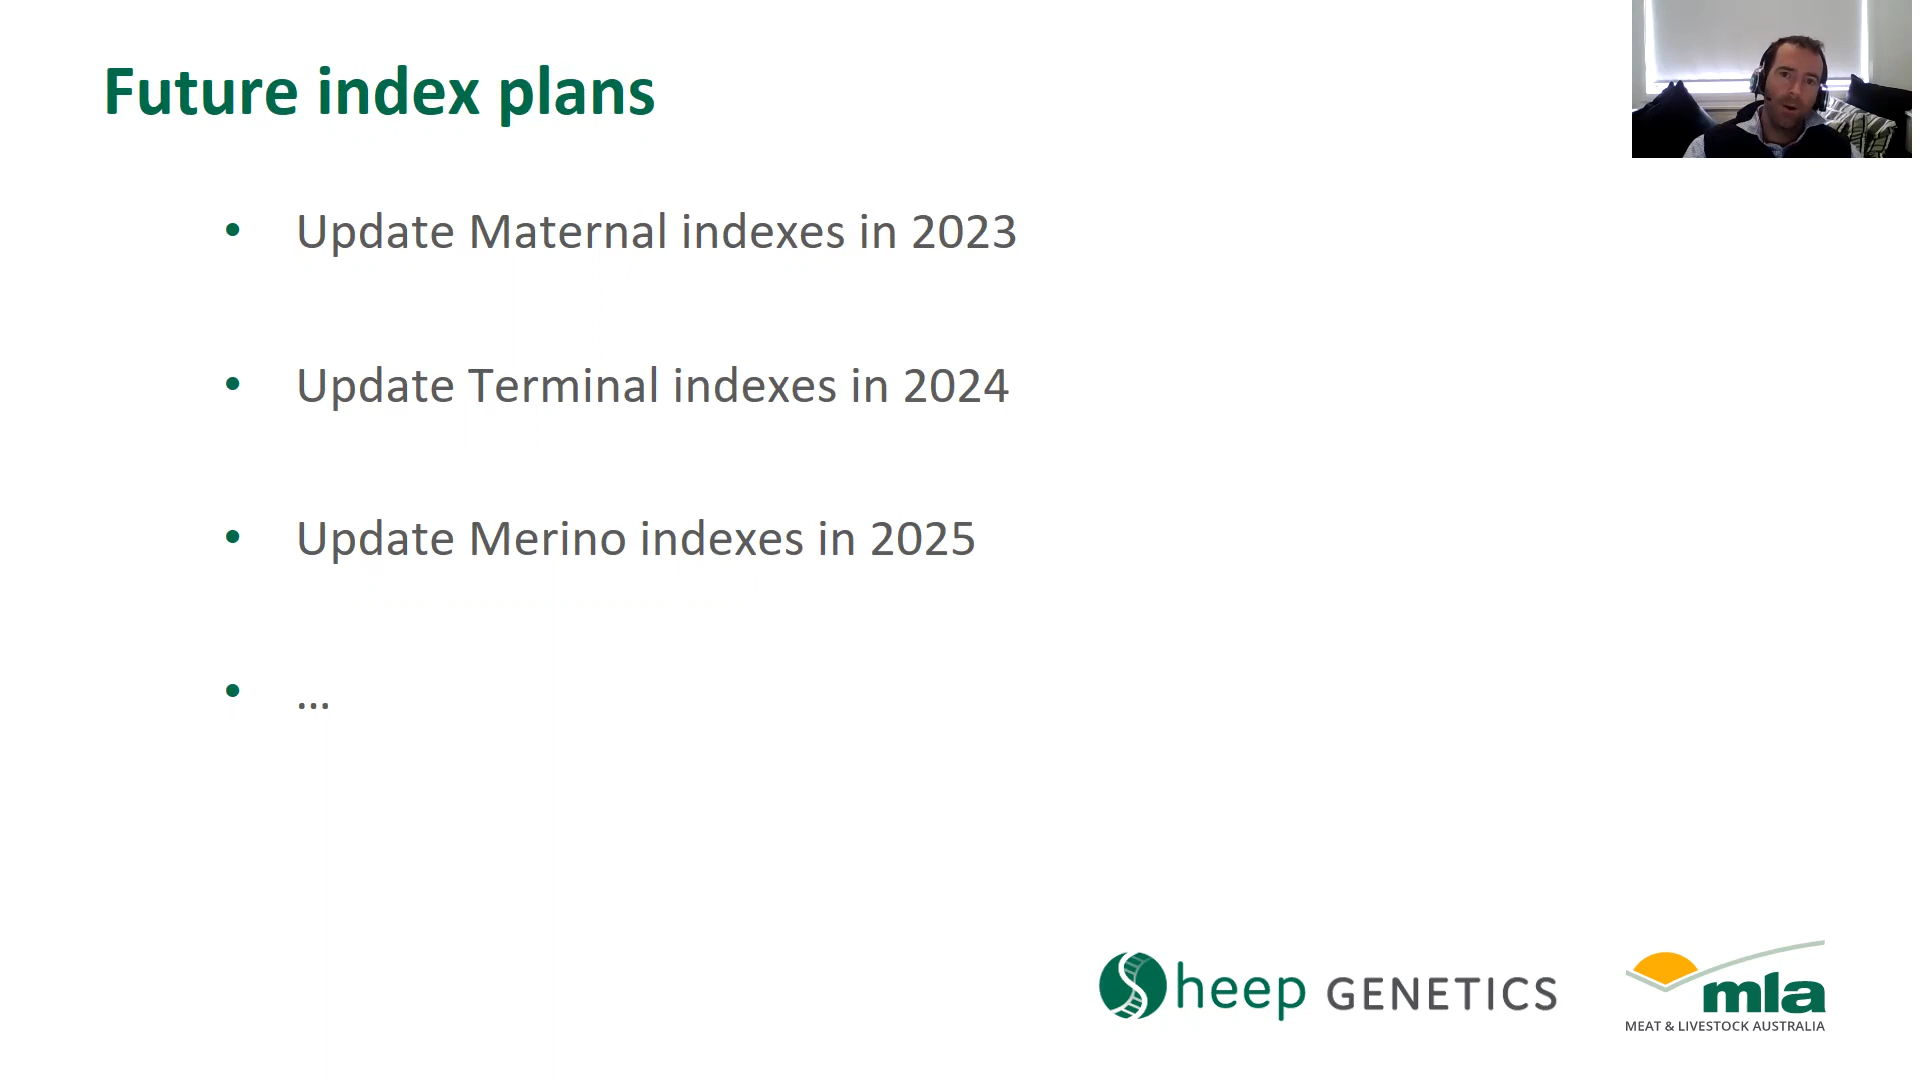 Future index plans
• Update Maternal indexes in 2023
• Update Terminal indexes in 2024
• Update Merino indexes in 2025
• ...
Sheep GENETICS
mla
MEAT & LIVESTOCK AUSTRALIA